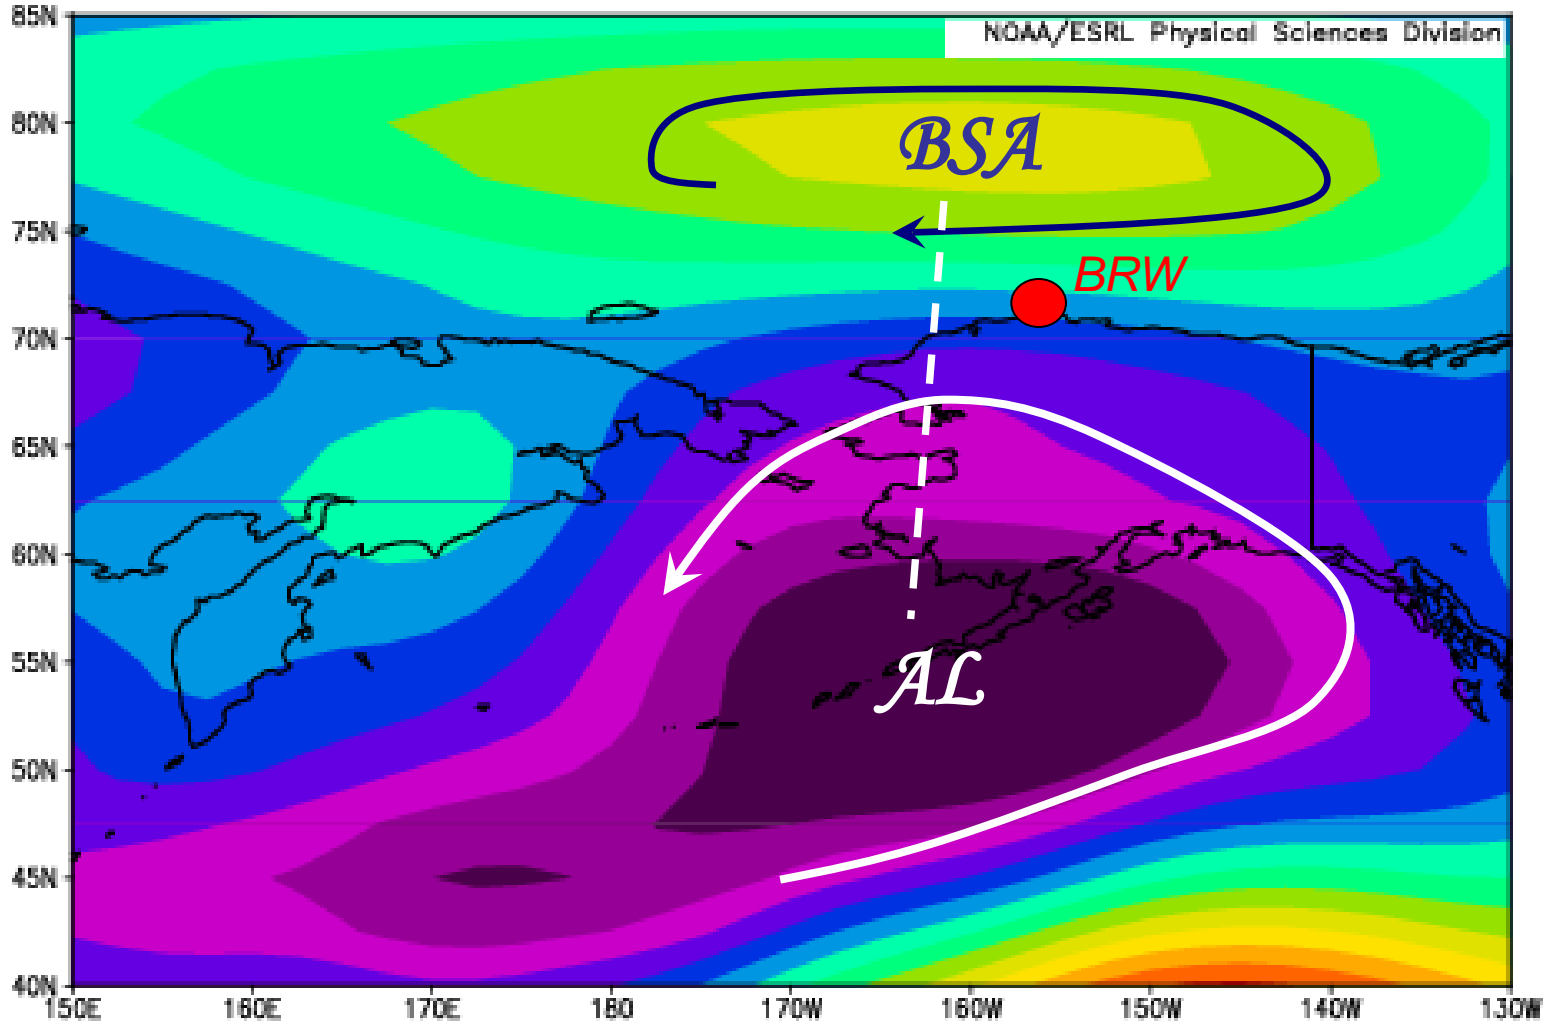 85N
NOAA/ESRL Physical Sciences Division
80N
BSA
75N
BRW
70N
65N
60N
55N
AL
50N
45N
40N
150E 160E 170E 180 170W 160W 150W 140W 130W